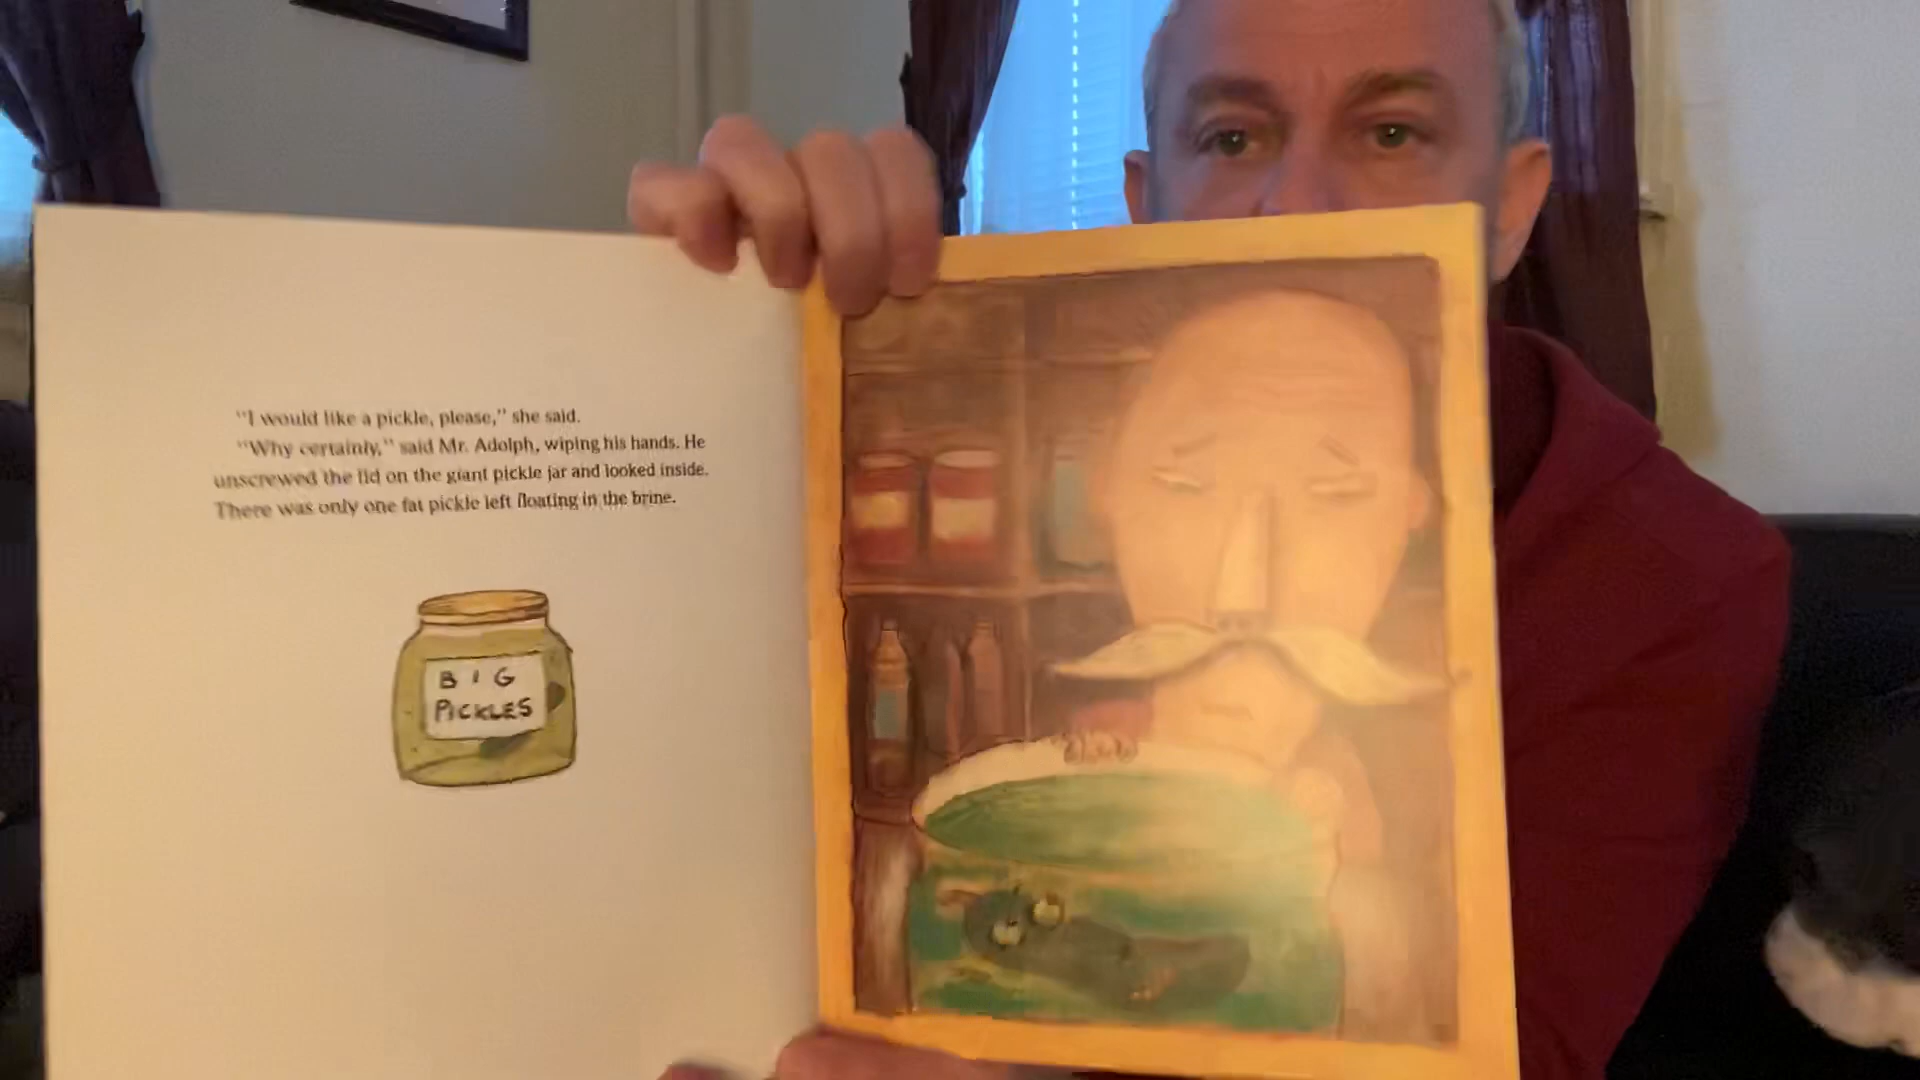 "I would like a pickle, please," she said.
"Why certainly," said Mr. Adolph, wiping his hands. He
unscrewed the lid on the giant pickle jar and looked inside.
There was only one fat pickle left floating in the brine.
BIG
PICKLES